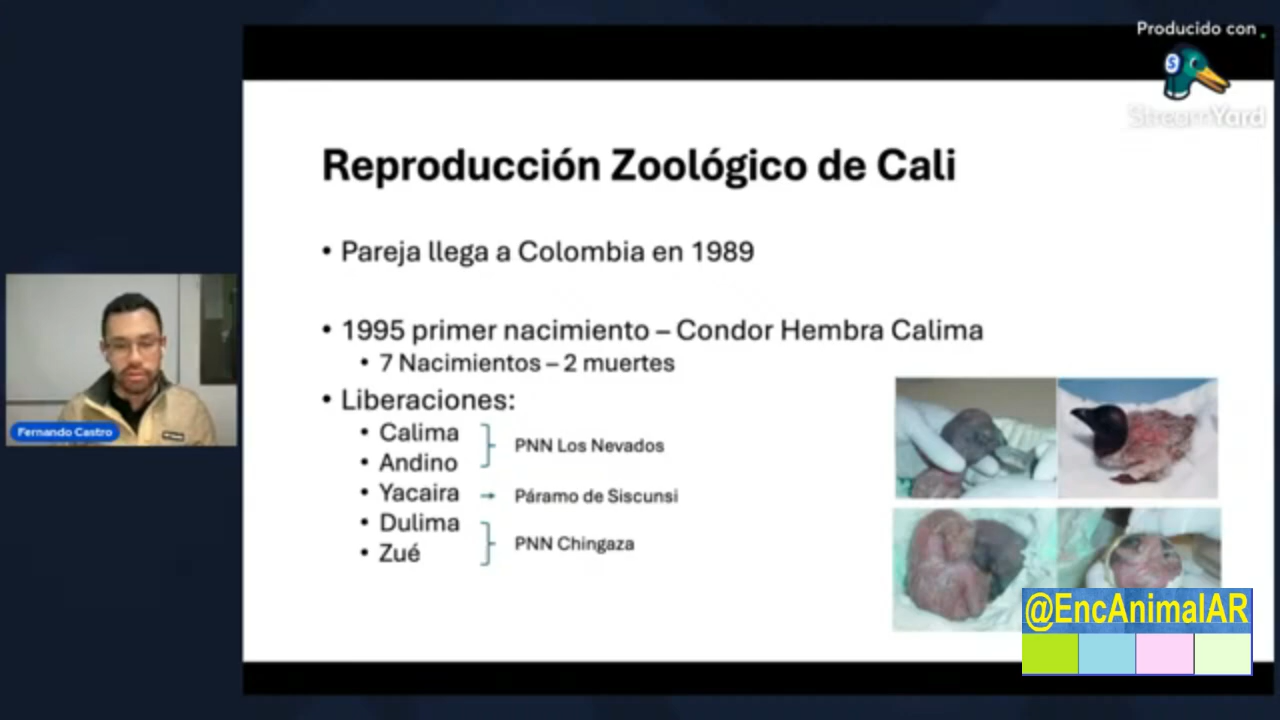 Producido con
StreamYard
Reproducción Zoológico de Cali
• Pareja llega a Colombia en 1989
• 1995 primer nacimiento – Condor Hembra Calima
• 7 Nacimientos – 2 muertes
• Liberaciones:
• Calima
• Andino
PNN Los Nevados
• Yacaira → Páramo de Siscunsi
• Dulima
• Zué
PNN Chingaza
Fernando Castro
@EncAnimalAR